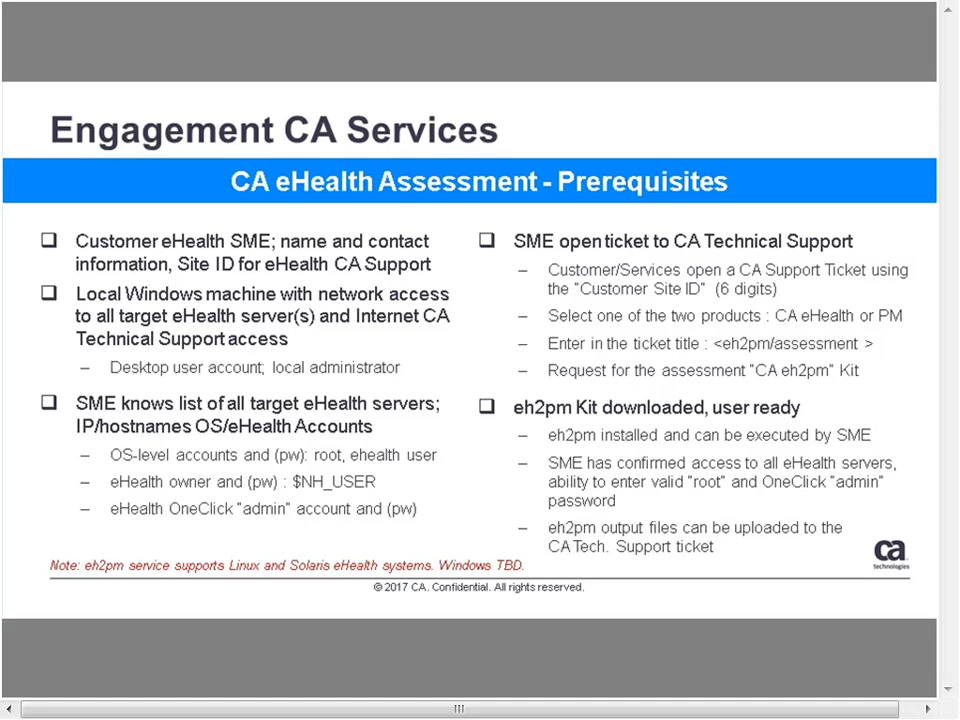 Engagement CA Services
CA eHealth Assessment - Prerequisites
Customer eHealth SME; name and contact
information, Site ID for eHealth CA Support
Local Windows machine with network access
to all target eHealth server(s) and Internet CA
Technical Support access
– Desktop user account; local administrator
SME knows list of all target eHealth servers;
IP/hostnames OS/eHealth Accounts
– OS-level accounts and (pw): root, ehealth user
– eHealth owner and (pw) : $NH_USER
– eHealth OneClick "admin" account and (pw)
SME open ticket to CA Technical Support
– Customer/Services open a CA Support Ticket using
the "Customer Site ID" (6 digits)
– Select one of the two products : CA eHealth or PM
– Enter in the ticket title : <eh2pm/assessment >
– Request for the assessment "CA eh2pm" Kit
eh2pm Kit downloaded, user ready
– eh2pm installed and can be executed by SME
– SME has confirmed access to all eHealth servers,
ability to enter valid "root" and OneClick "admin"
password
– eh2pm output files can be uploaded to the
CA Tech. Support ticket
Note: eh2pm service supports Linux and Solaris eHealth systems. Windows TBD.
ca
technologies
© 2017 CA. Confidential. All rights reserved.